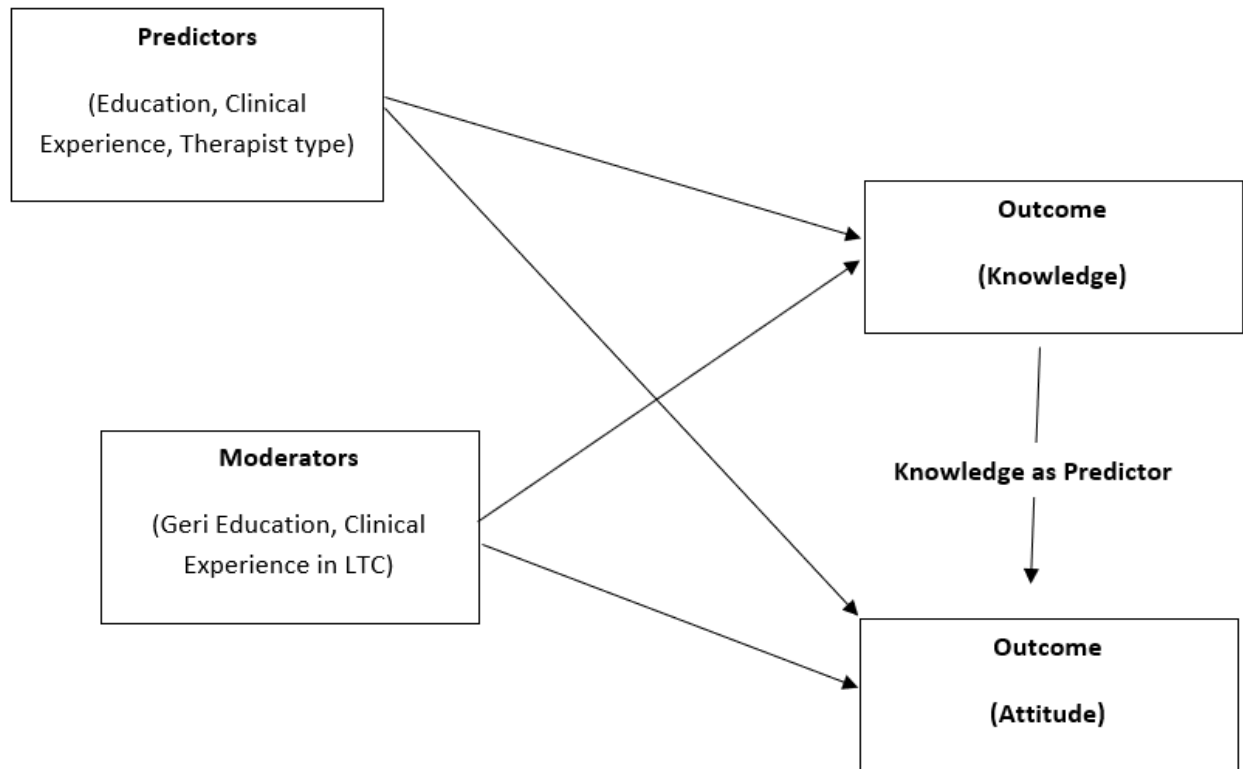 Predictors
(Education, Clinical
Experience, Therapist type)
Outcome
(Knowledge)
Moderators
(Geri Education, Clinical
Experience in LTC)
Knowledge as Predictor
Outcome
(Attitude)